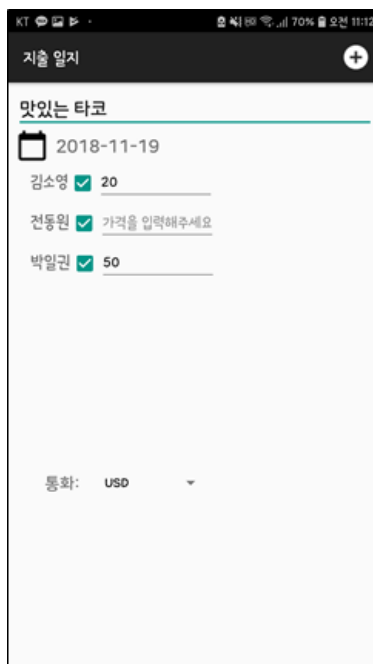 KT 70% 오전 11:12
지출 일지
맛있는 타코
2018-11-19
김소영 20
전동원 가격을 입력해주세요
박일권 50
통화: USD